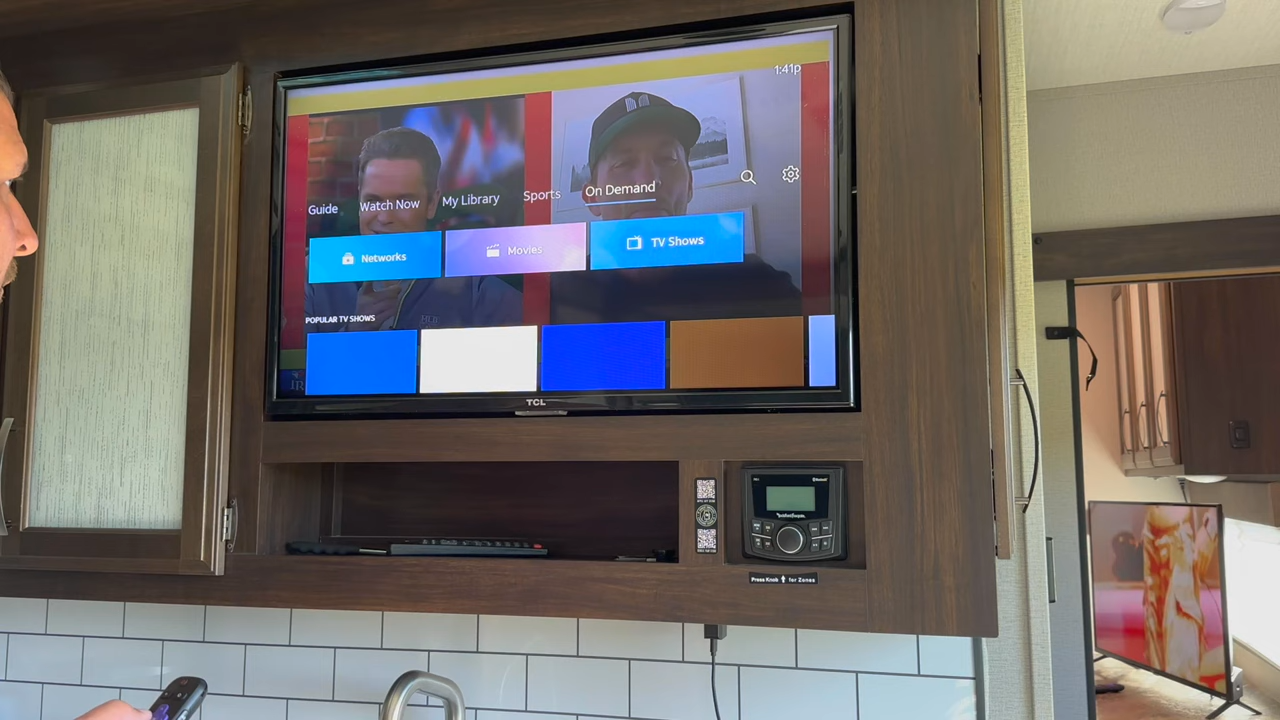 1:41p
Guide Watch Now My Library Sports On Demand
Networks Movies TV Shows
POPULAR TV SHOWS
TCL
Bluetooth
Press Knob for Zones